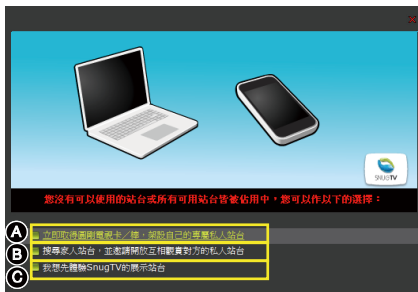 SNUGTV
您沒有可以使用的站台或所有可用站台皆被佔用中，您可以作以下的選擇：
A 立即取得圓剛電視卡／棒，架設自己的專屬私人站台
B 搜尋家人站台，並邀請開放互相觀賞對方的私人站台
C 我想先體驗SnugTV的展示站台